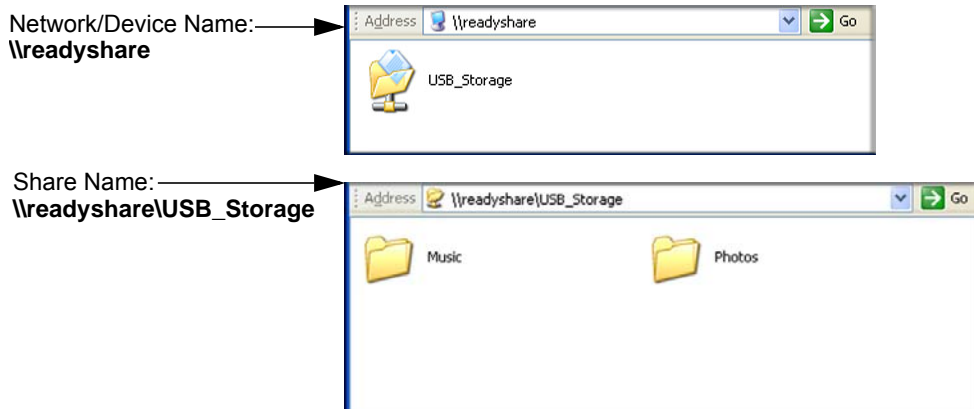 Network/Device Name:
\\readyshare
Address \\readyshare Go
USB_Storage
Share Name:
\\readyshare\USB_Storage
Address \\readyshare\USB_Storage Go
Music Photos